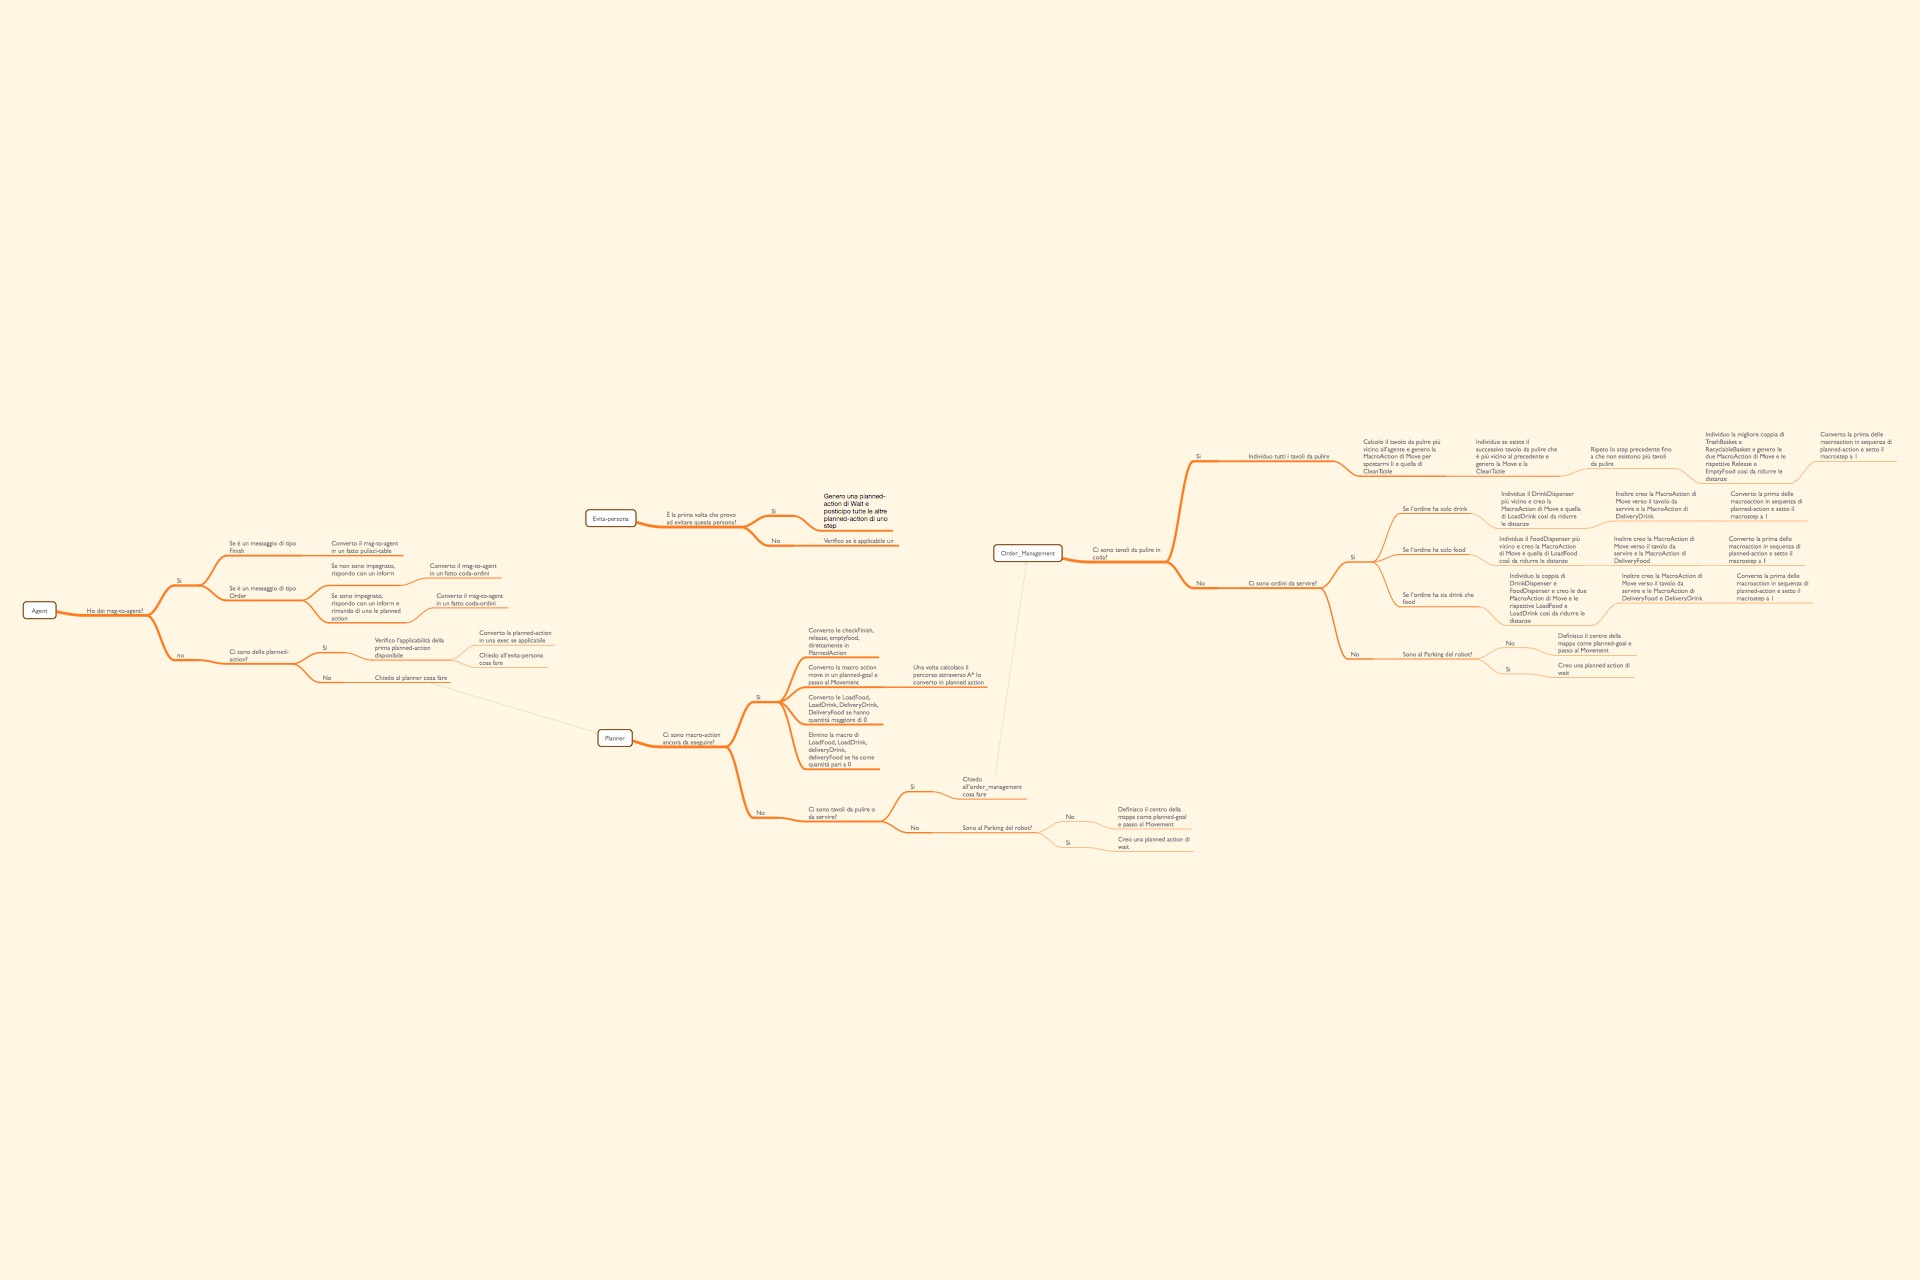 Agent
Ho dei msg-to-agent?
Si
Se è un messaggio di tipo
Finish
Converto il msg-to-agent
in un fatto pulisci-table
Se è un messaggio di tipo
Order
Se non sono impegnato,
rispondo con un inform
Converto il msg-to-agent
in un fatto coda-ordini
Se sono impegnato,
rispondo con un inform e
rimando di uno le planned
action
Converto il msg-to-agent
in un fatto coda-ordini
no
Ci sono delle planned-
action?
Si
Verifico l'applicabilità della
prima planned-action
disponibile
Converto la planned-action
in una exec se applicabile
Chiedo all'evita-persona
cosa fare
No
Chiedo al planner cosa fare
Evita-persona
È la prima volta che provo
ad evitare questa persona?
Si
Genero una planned-
action di Wait e
posticipo tutte le altre
planned-action di uno
step
No
Verifico se è applicabile un
Planner
Ci sono macro-action
ancora da eseguire?
Si
Converto le checkFinish,
release, emptyfood,
direttamente in
PlannedAction
Converto la macro action
move in un planned-goal e
passo al Movement
Una volta calcolato il
percorso attraverso A* lo
converto in planned action
Converto le LoadFood,
LoadDrink, DeliveryDrink,
DeliveryFood se hanno
quantità maggiore di 0
Elimino la macro di
LoadFood, LoadDrink,
deliveryDrink,
deliveryFood se ha come
quantità pari a 0
No
Ci sono tavoli da pulire o
da servire?
Si
Chiedo
all'order_management
cosa fare
No
Sono al Parking del robot?
No
Definisco il centro della
mappa come planned-goal
e passo al Movement
Si
Creo una planned action di
wait
Order_Management
Ci sono tavoli da pulire in
coda?
Si
Individuo tutti i tavoli da pulire
Calcolo il tavolo da pulire più
vicino all'agente e genero la
MacroAction di Move per
spostarmi lì e quella di
CleanTable
Individuo se esiste il
successivo tavolo da pulire che
è più vicino al precedente e
genero la Move e la
CleanTable
Ripeto lo step precedente fino
a che non esistono più tavoli
da pulire
Individuo la migliore coppia di
TrashBasket e
RecyclableBasket e genero le
due MacroAction di Move e le
rispettive Release e
EmptyFood così da ridurre le
distanze
Converto la prima delle
macroaction in sequenza di
planned-action e setto il
macrostep a 1
No
Ci sono ordini da servire?
Si
Se l'ordine ha solo drink
Individuo il DrinkDispenser
più vicino e creo la
MacroAction di Move e quella
di LoadDrink così da ridurre
le distanze
Inoltre creo la MacroAction di
Move verso il tavolo da
servire e la MacroAction di
DeliveryDrink
Converto la prima delle
macroaction in sequenza di
planned-action e setto il
macrostep a 1
Se l'ordine ha solo food
Individuo il FoodDispenser più
vicino e creo la MacroAction
di Move e quella di LoadFood
così da ridurre le distanze
Inoltre creo la MacroAction di
Move verso il tavolo da
servire e la MacroAction di
DeliveryFood
Converto la prima delle
macroaction in sequenza di
planned-action e setto il
macrostep a 1
Se l'ordine ha sia drink che
food
Individuo la coppia di
DrinkDispenser e
FoodDispenser e creo le due
MacroAction di Move e le
rispettive LoadFood e
LoadDrink così da ridurre le
distanze
Inoltre creo le MacroAction di
Move verso il tavolo da
servire e le MacroAction di
DeliveryFood e DeliveryDrink
Converto la prima delle
macroaction in sequenza di
planned-action e setto il
macrostep a 1
No
Sono al Parking del robot?
No
Definisco il centro della
mappa come planned-goal e
passo al Movement
Si
Creo una planned action di
wait